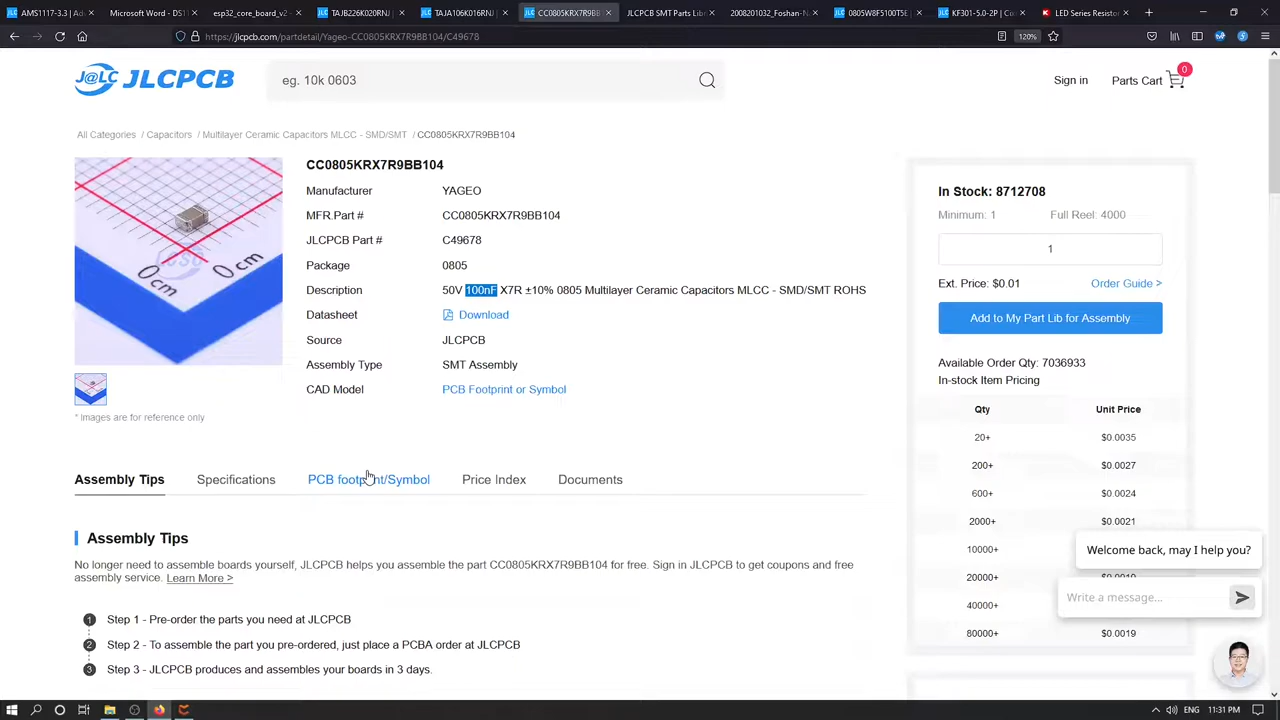 AMS1117-3.3 | Ad
Microsoft Word - DS
esp32_core_board_v2
TAJB226K020RNJ |
TAJA106K016RNJ |
CC0805KRX7R9BB
JLCPCB SMT Parts Lib
2008201032_Foshan-N
0805W8F5100T5E
KF301-5.0-2P | Co
LED Series Resistor
https://jlcpcb.com/partdetail/Yageo-CC0805KRX7R9BB104/C49678
120%
J@LC JLCPCB
eg. 10k 0603
Sign in
Parts Cart
0
All Categories / Capacitors / Multilayer Ceramic Capacitors MLCC - SMD/SMT / CC0805KRX7R9BB104
CC0805KRX7R9BB104
Manufacturer YAGEO
MFR.Part # CC0805KRX7R9BB104
JLCPCB Part # C49678
Package 0805
Description 50V 100nF X7R ±10% 0805 Multilayer Ceramic Capacitors MLCC - SMD/SMT ROHS
Datasheet Download
Source JLCPCB
Assembly Type SMT Assembly
CAD Model PCB Footprint or Symbol
LCSC
0 cm
0 cm
* Images are for reference only
In Stock: 8712708
Minimum: 1 Full Reel: 4000
1
Ext. Price: $0.01 Order Guide >
Add to My Part Lib for Assembly
Available Order Qty: 7036933
In-stock Item Pricing
Qty Unit Price
20+ $0.0035
200+ $0.0027
600+ $0.0024
2000+ $0.0021
10000+
20000+
40000+
80000+ $0.0019
Assembly Tips Specifications PCB footprint/Symbol Price Index Documents
Assembly Tips
No longer need to assemble boards yourself, JLCPCB helps you assemble the part CC0805KRX7R9BB104 for free. Sign in JLCPCB to get coupons and free
assembly service. Learn More >
1 Step 1 - Pre-order the parts you need at JLCPCB
2 Step 2 - To assemble the part you pre-ordered, just place a PCBA order at JLCPCB
3 Step 3 - JLCPCB produces and assembles your boards in 3 days.
Welcome back, may I help you?
Write a message...
ENG 11:31 PM